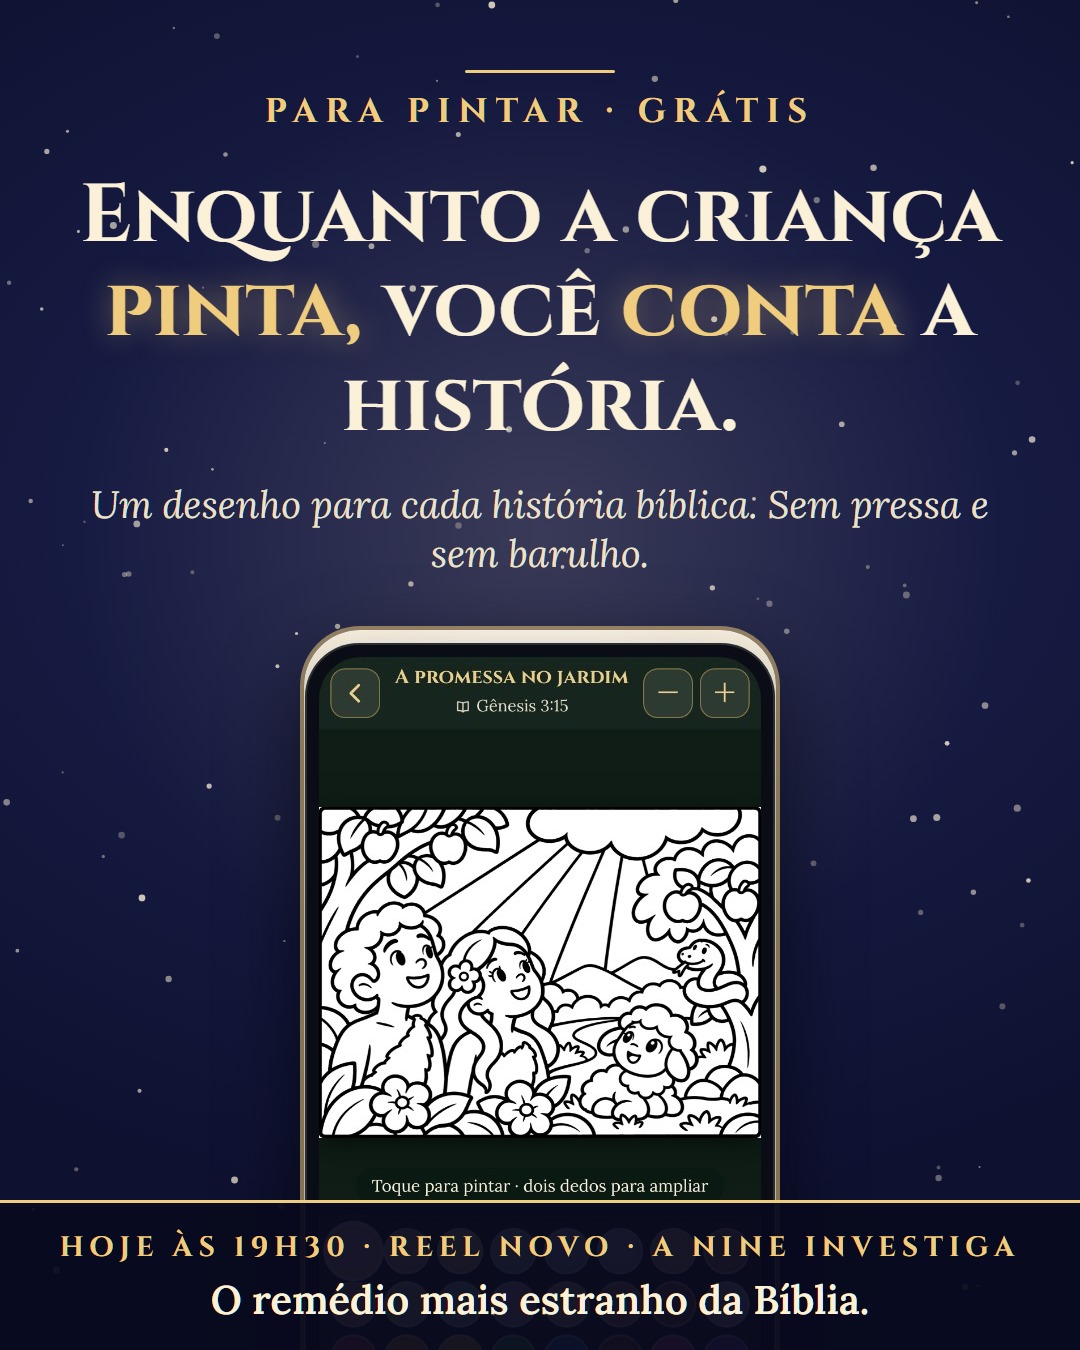 PARA PINTAR · GRÁTIS
ENQUANTO A CRIANÇA
PINTA, VOCÊ CONTA A
HISTÓRIA.
Um desenho para cada história bíblica: Sem pressa e
sem barulho.
A PROMESSA NO JARDIM
Gênesis 3:15
Toque para pintar · dois dedos para ampliar
HOJE ÀS 19H30 · REEL NOVO · A NINE INVESTIGA
O remédio mais estranho da Bíblia.